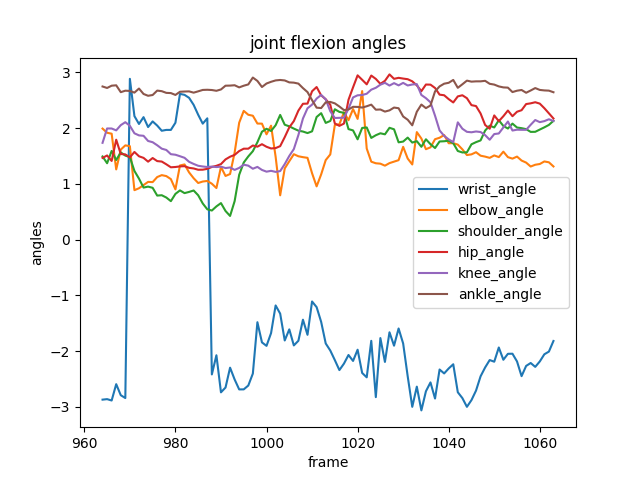 joint flexion angles
angles
3
2
1
0
−1
−2
−3
wrist_angle
elbow_angle
shoulder_angle
hip_angle
knee_angle
ankle_angle
960 980 1000 1020 1040 1060
frame